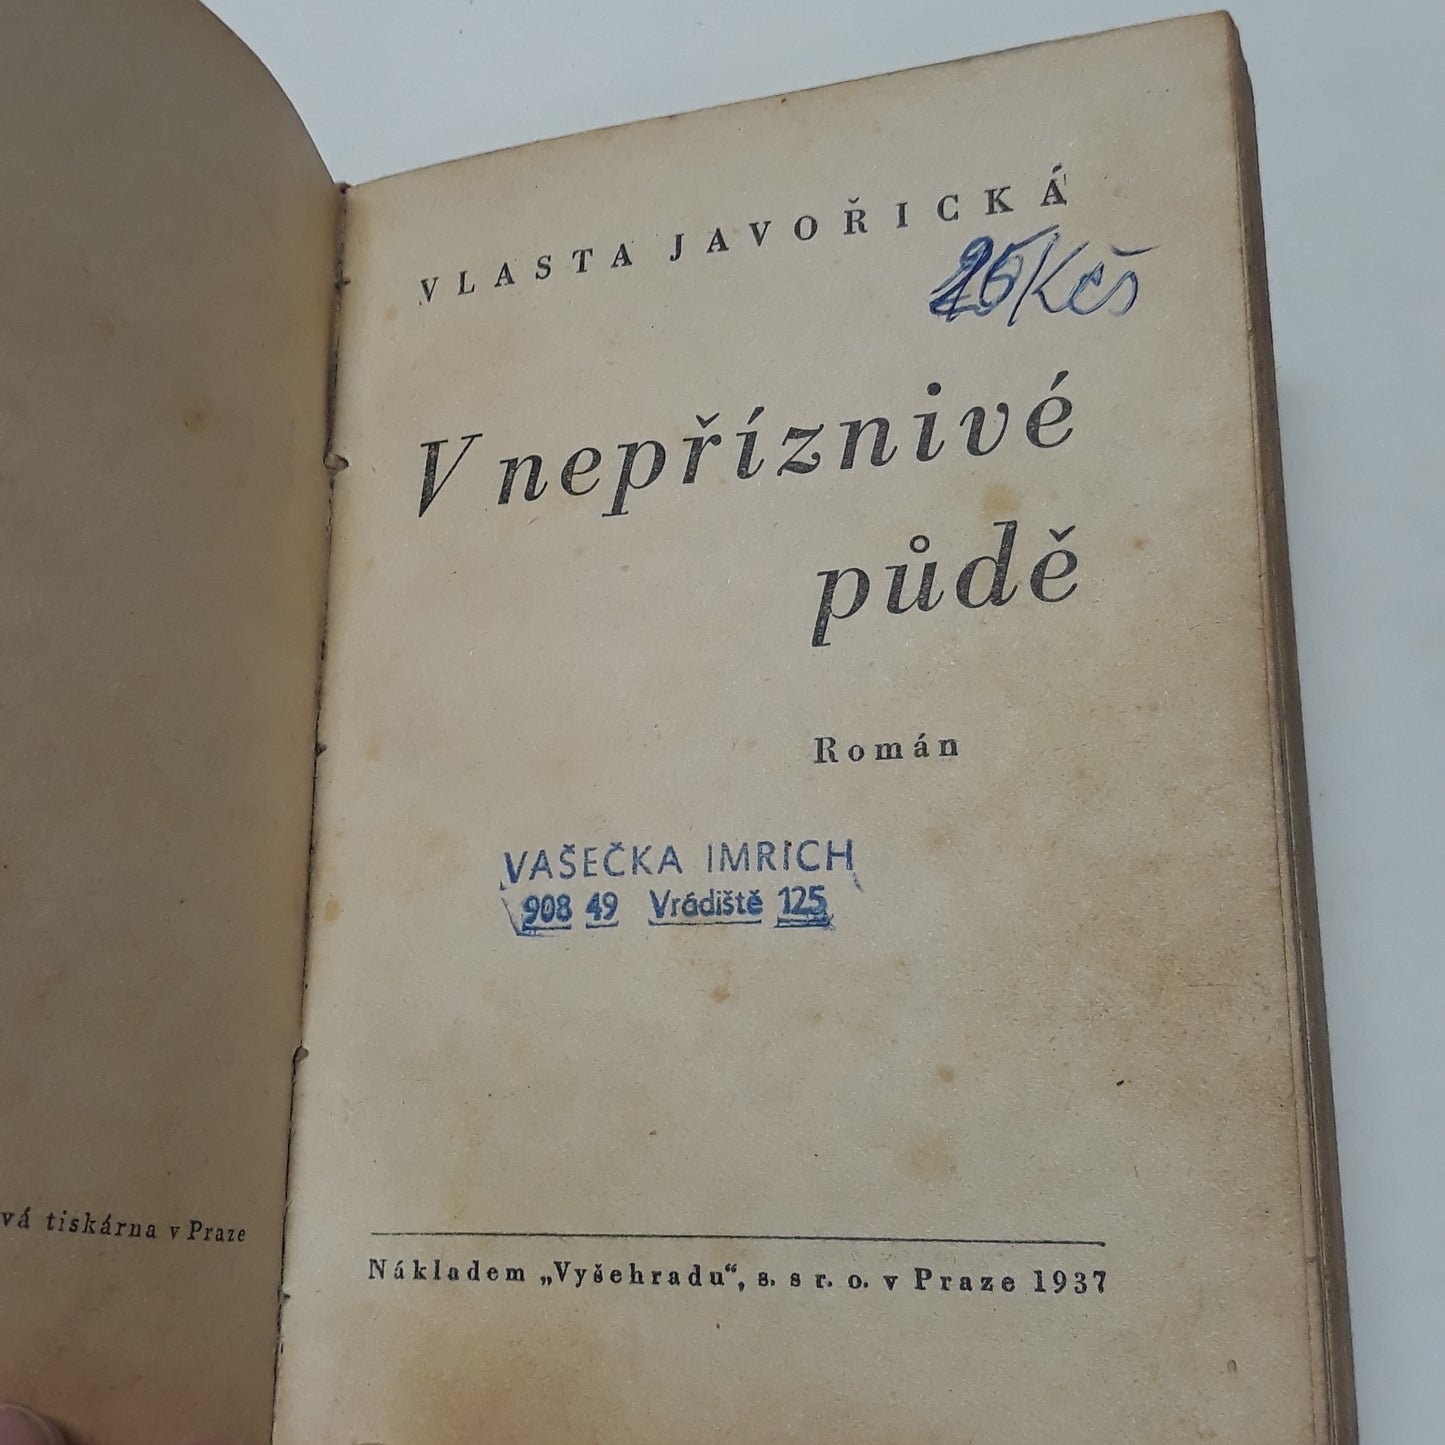 VLASTA JAVOŘICKÁ
Kčs
V nepříznivé
půdě
Román
VAŠEČKA IMRICH
908 49 Vrádiště 125
vá tiskárna v Praze
Nákladem „Vyšehradu“, s. s r. o. v Praze 1937